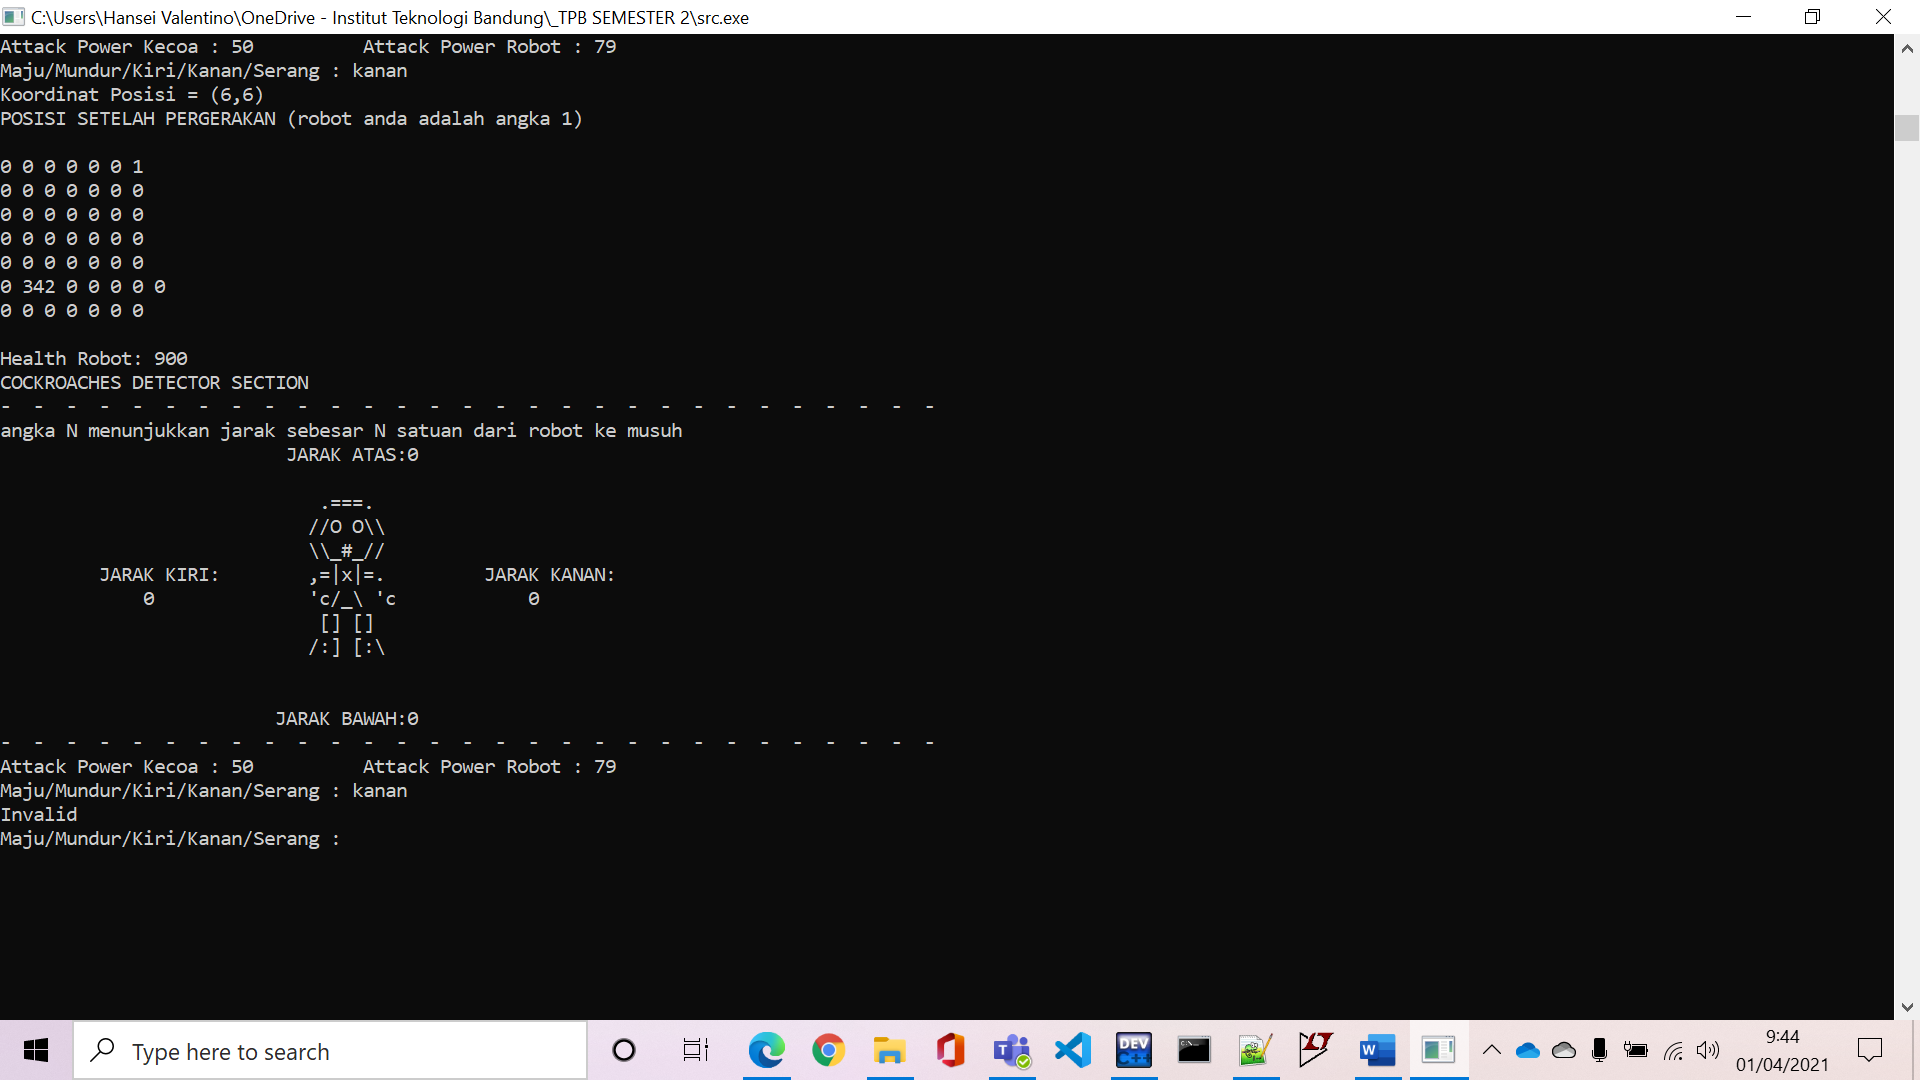 C:\Users\Hansei Valentino\OneDrive - Institut Teknologi Bandung\_TPB SEMESTER 2\src.exe
Attack Power Kecoa : 50          Attack Power Robot : 79
Maju/Mundur/Kiri/Kanan/Serang : kanan
Koordinat Posisi = (6,6)
POSISI SETELAH PERGERAKAN (robot anda adalah angka 1)
0 0 0 0 0 0 1
0 0 0 0 0 0 0
0 0 0 0 0 0 0
0 0 0 0 0 0 0
0 0 0 0 0 0 0
0 342 0 0 0 0 0
0 0 0 0 0 0 0
Health Robot: 900
COCKROACHES DETECTOR SECTION
-  -  -  -  -  -  -  -  -  -  -  -  -  -  -  -  -  -  -  -  -  -  -  -  -  -  -  -  -
angka N menunjukkan jarak sebesar N satuan dari robot ke musuh
                          JARAK ATAS:0
                             .===.
                            //O O\\
                            \\_#_//
         JARAK KIRI:        ,=|x|=.         JARAK KANAN:
             0              'c/_\ 'c            0
                             [] []
                            /:] [:\
                         JARAK BAWAH:0
-  -  -  -  -  -  -  -  -  -  -  -  -  -  -  -  -  -  -  -  -  -  -  -  -  -  -  -  -
Attack Power Kecoa : 50          Attack Power Robot : 79
Maju/Mundur/Kiri/Kanan/Serang : kanan
Invalid
Maju/Mundur/Kiri/Kanan/Serang :
Type here to search
DEV C++
9:44
01/04/2021